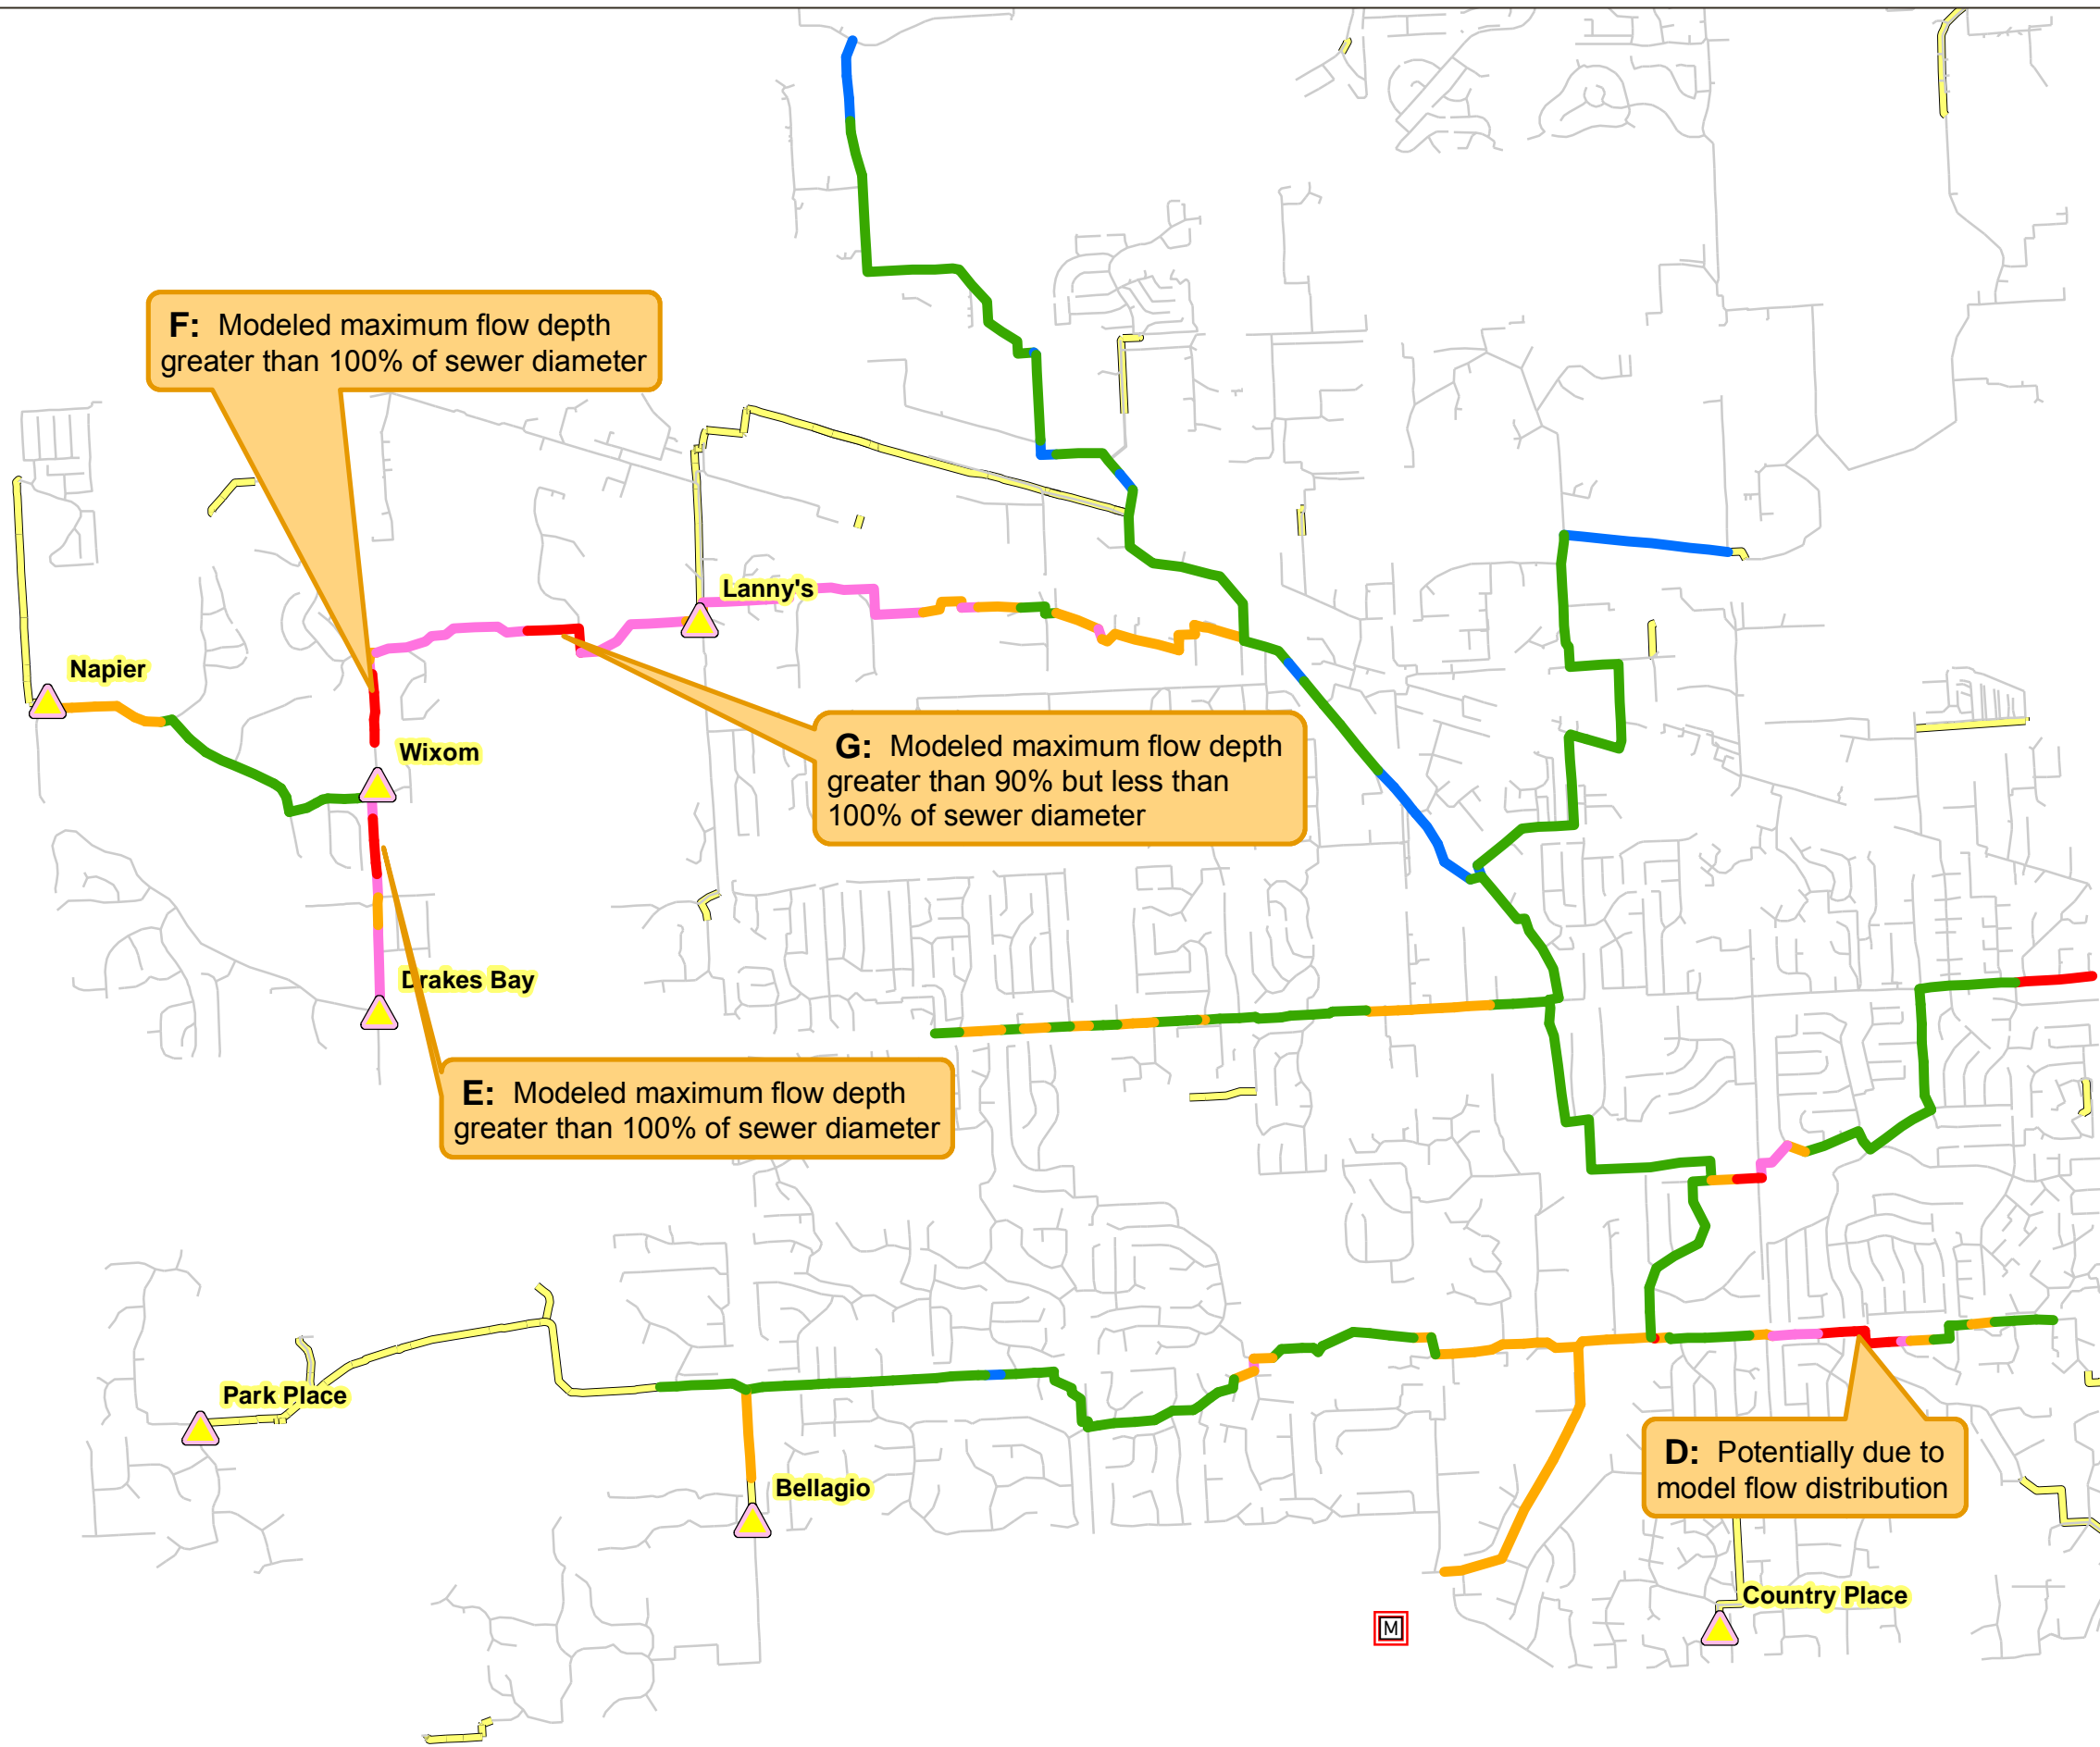 F: Modeled maximum flow depth
greater than 100% of sewer diameter
Lanny's
Napier
Wixom
G: Modeled maximum flow depth
greater than 90% but less than
100% of sewer diameter
Drakes Bay
E: Modeled maximum flow depth
greater than 100% of sewer diameter
Park Place
Bellagio
D: Potentially due to
model flow distribution
Country Place
M